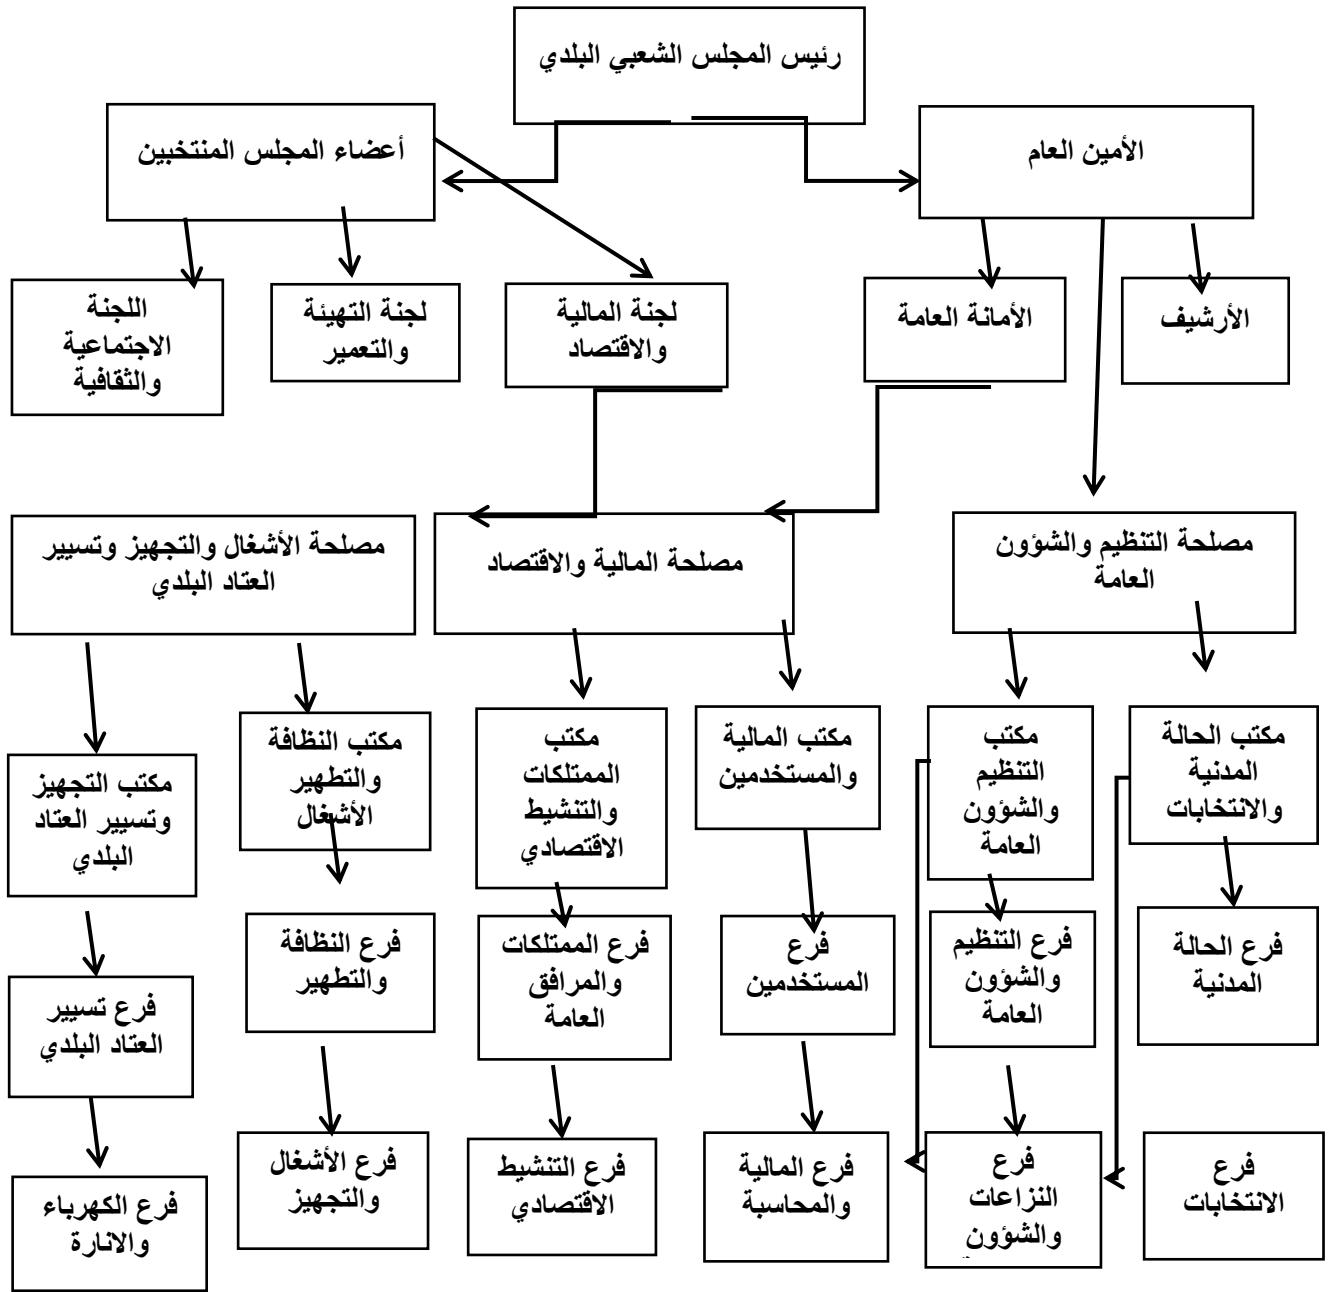 رئيس المجلس الشعبي البلدي
الأمين العام
أعضاء المجلس المنتخبين
الأرشيف
الأمانة العامة
لجنة المالية
والاقتصاد
لجنة التهيئة
والتعمير
اللجنة
الاجتماعية
والثقافية
مصلحة التنظيم والشؤون
العامة
مصلحة المالية والاقتصاد
مصلحة الأشغال والتجهيز وتسيير
العتاد البلدي
مكتب الحالة
المدنية
والانتخابات
مكتب
التنظيم
والشؤون
العامة
مكتب المالية
والمستخدمين
مكتب
الممتلكات
والتنشيط
الاقتصادي
مكتب النظافة
والتطهير
الأشغال
مكتب التجهيز
وتسيير العتاد
البلدي
فرع الحالة
المدنية
فرع التنظيم
والشؤون
العامة
فرع
المستخدمين
فرع الممتلكات
والمرافق
العامة
فرع النظافة
والتطهير
فرع تسيير
العتاد البلدي
فرع
الانتخابات
فرع
النزاعات
والشؤون
فرع المالية
والمحاسبة
فرع التنشيط
الاقتصادي
فرع الأشغال
والتجهيز
فرع الكهرباء
والانارة